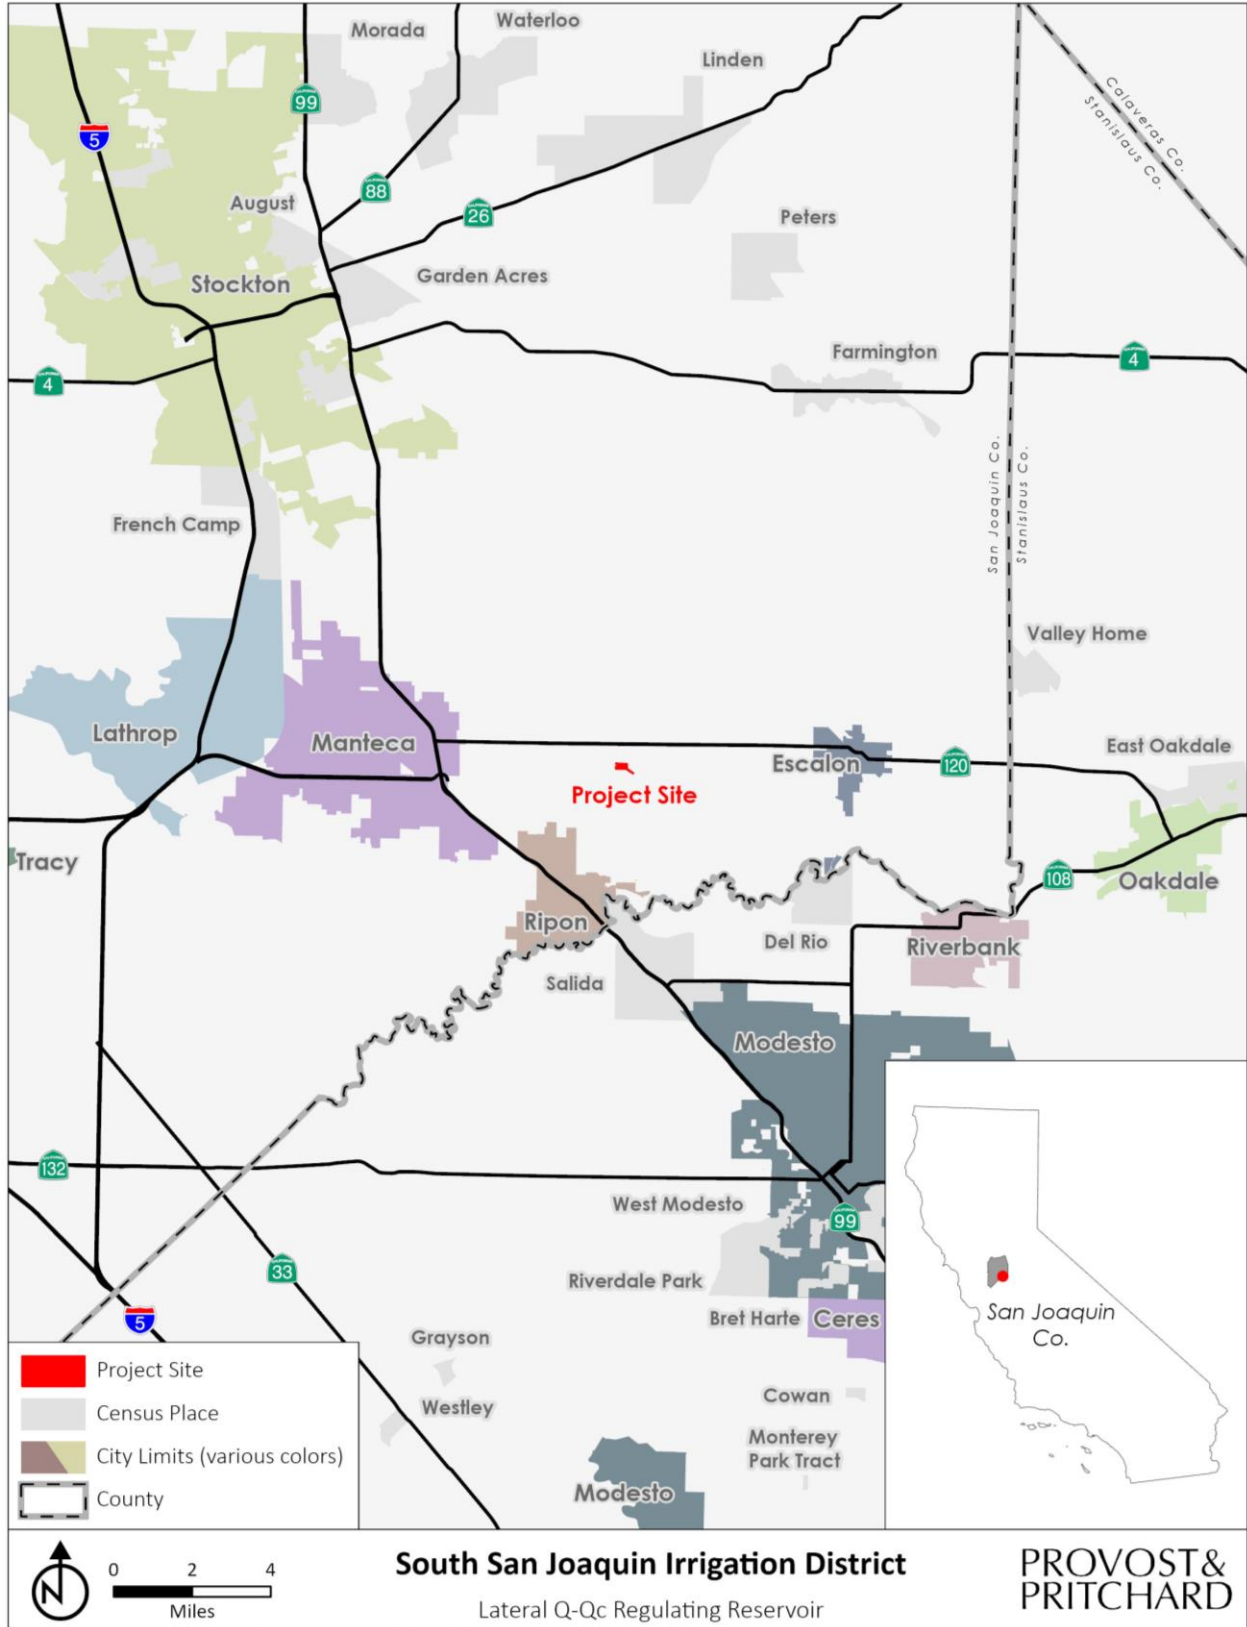 Morada
Waterloo
Linden
99
5
Calaveras Co.
Stanislaus Co.
88
26
August
Peters
Garden Acres
Stockton
Farmington
4
4
San Joaquin Co.
Stanislaus Co.
French Camp
Valley Home
Lathrop
Manteca
Escalon
120
East Oakdale
Project Site
Tracy
108
Oakdale
Ripon
Del Rio
Riverbank
Salida
Modesto
132
West Modesto
99
33
Riverdale Park
5
Bret Harte
Ceres
Grayson
Cowan
Westley
Monterey
Park Tract
Modesto
San Joaquin
Co.
Project Site
Census Place
City Limits (various colors)
County
N
0 2 4
Miles
South San Joaquin Irrigation District
Lateral Q-Qc Regulating Reservoir
PROVOST&
PRITCHARD